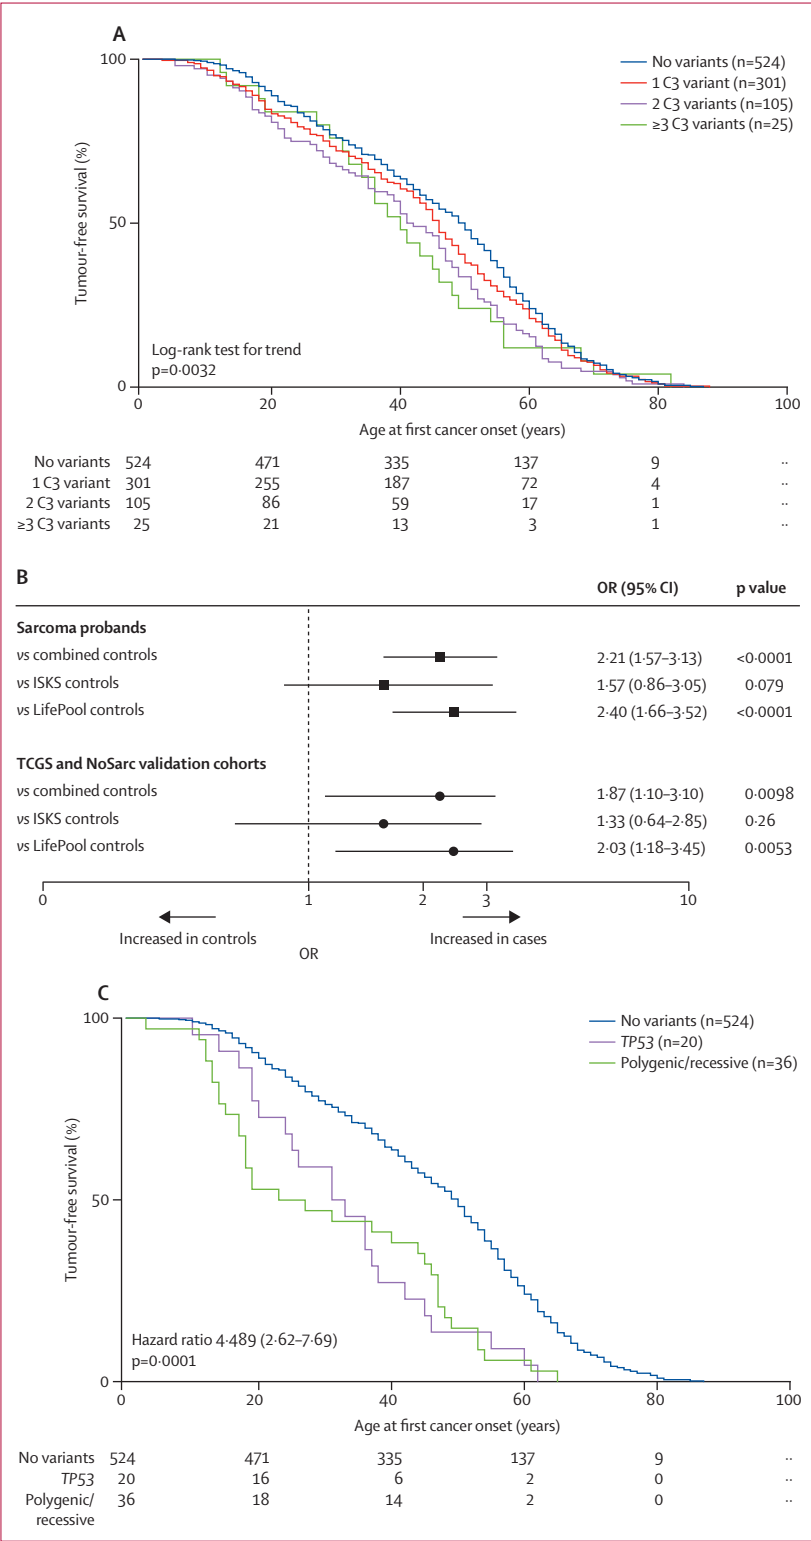 A
100
50
0
Tumour-free survival (%)
No variants (n=524)
1 C3 variant (n=301)
2 C3 variants (n=105)
≥3 C3 variants (n=25)
Log-rank test for trend
p=0·0032
0 20 40 60 80 100
Age at first cancer onset (years)
No variants 524 471 335 137 9 ··
1 C3 variant 301 255 187 72 4 ··
2 C3 variants 105 86 59 17 1 ··
≥3 C3 variants 25 21 13 3 1 ··
B
OR (95% CI) p value
Sarcoma probands
vs combined controls 2·21 (1·57–3·13) <0·0001
vs ISKS controls 1·57 (0·86–3·05) 0·079
vs LifePool controls 2·40 (1·66–3·52) <0·0001
TCGS and NoSarc validation cohorts
vs combined controls 1·87 (1·10–3·10) 0·0098
vs ISKS controls 1·33 (0·64–2·85) 0·26
vs LifePool controls 2·03 (1·18–3·45) 0·0053
0 1 2 3 10
Increased in controls Increased in cases
OR
C
100
50
0
Tumour-free survival (%)
No variants (n=524)
TP53 (n=20)
Polygenic/recessive (n=36)
Hazard ratio 4·489 (2·62–7·69)
p=0·0001
0 20 40 60 80 100
Age at first cancer onset (years)
No variants 524 471 335 137 9 ··
TP53 20 16 6 2 0 ··
Polygenic/ 36 18 14 2 0 ··
recessive